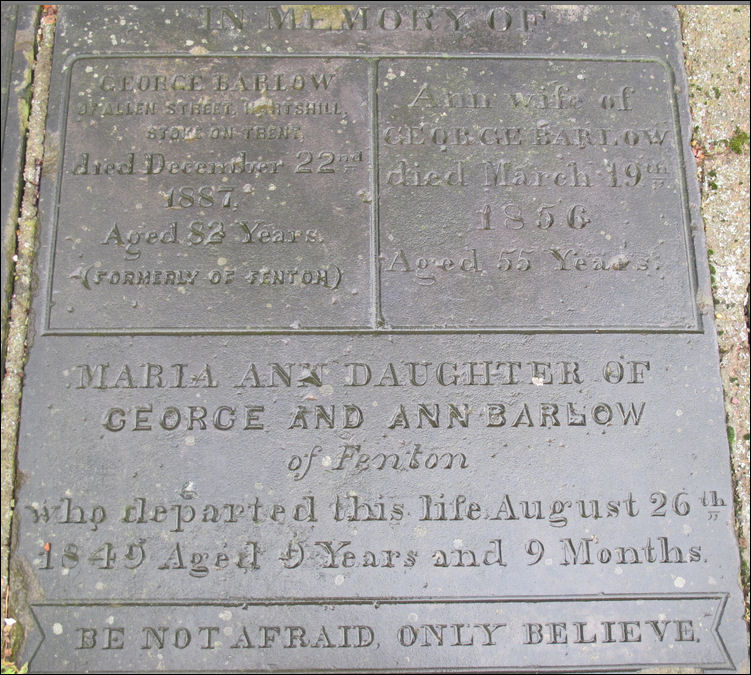 IN MEMORY OF
GEORGE BARLOW
OF ALLEN STREET, HARTSHILL,
STOKE ON TRENT,
died December 22nd
1887,
Aged 82 Years.
(FORMERLY OF FENTON)
Ann wife of
GEORGE BARLOW
died March 19th
1856
Aged 55 Years.
MARIA ANN DAUGHTER OF
GEORGE AND ANN BARLOW
of Fenton
who departed this life August 26th
1849 Aged 9 Years and 9 Months.
BE NOT AFRAID, ONLY BELIEVE.